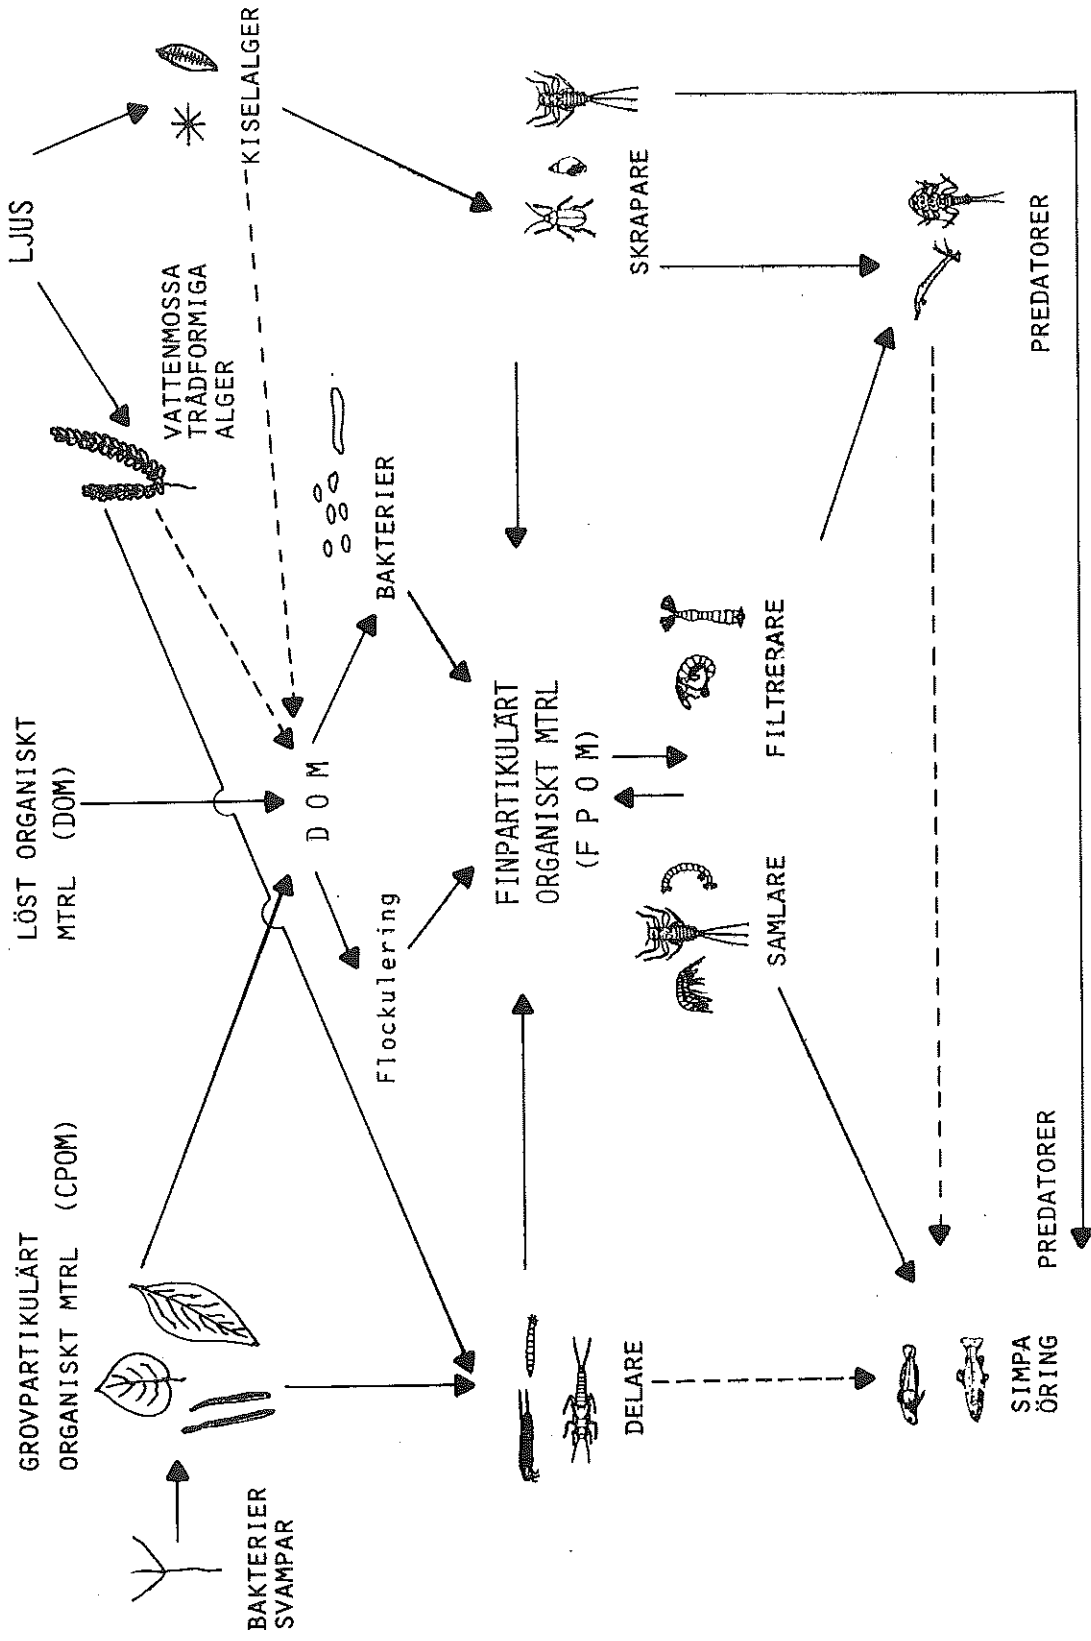 GROVPARTIKULÄRT
ORGANISKT MTRL (CPOM)
LÖST ORGANISKT
MTRL (DOM)
LJUS
BAKTERIER
SVAMPAR
VATTENMOSSA
TRÅDFORMIGA
ALGER
KISELALGER
D O M
Flockulering
BAKTERIER
FINPARTIKULÄRT
ORGANISKT MTRL
(F P O M)
DELARE
SAMLARE
FILTRERARE
SKRAPARE
SIMPA
ÖRING
PREDATORER
PREDATORER